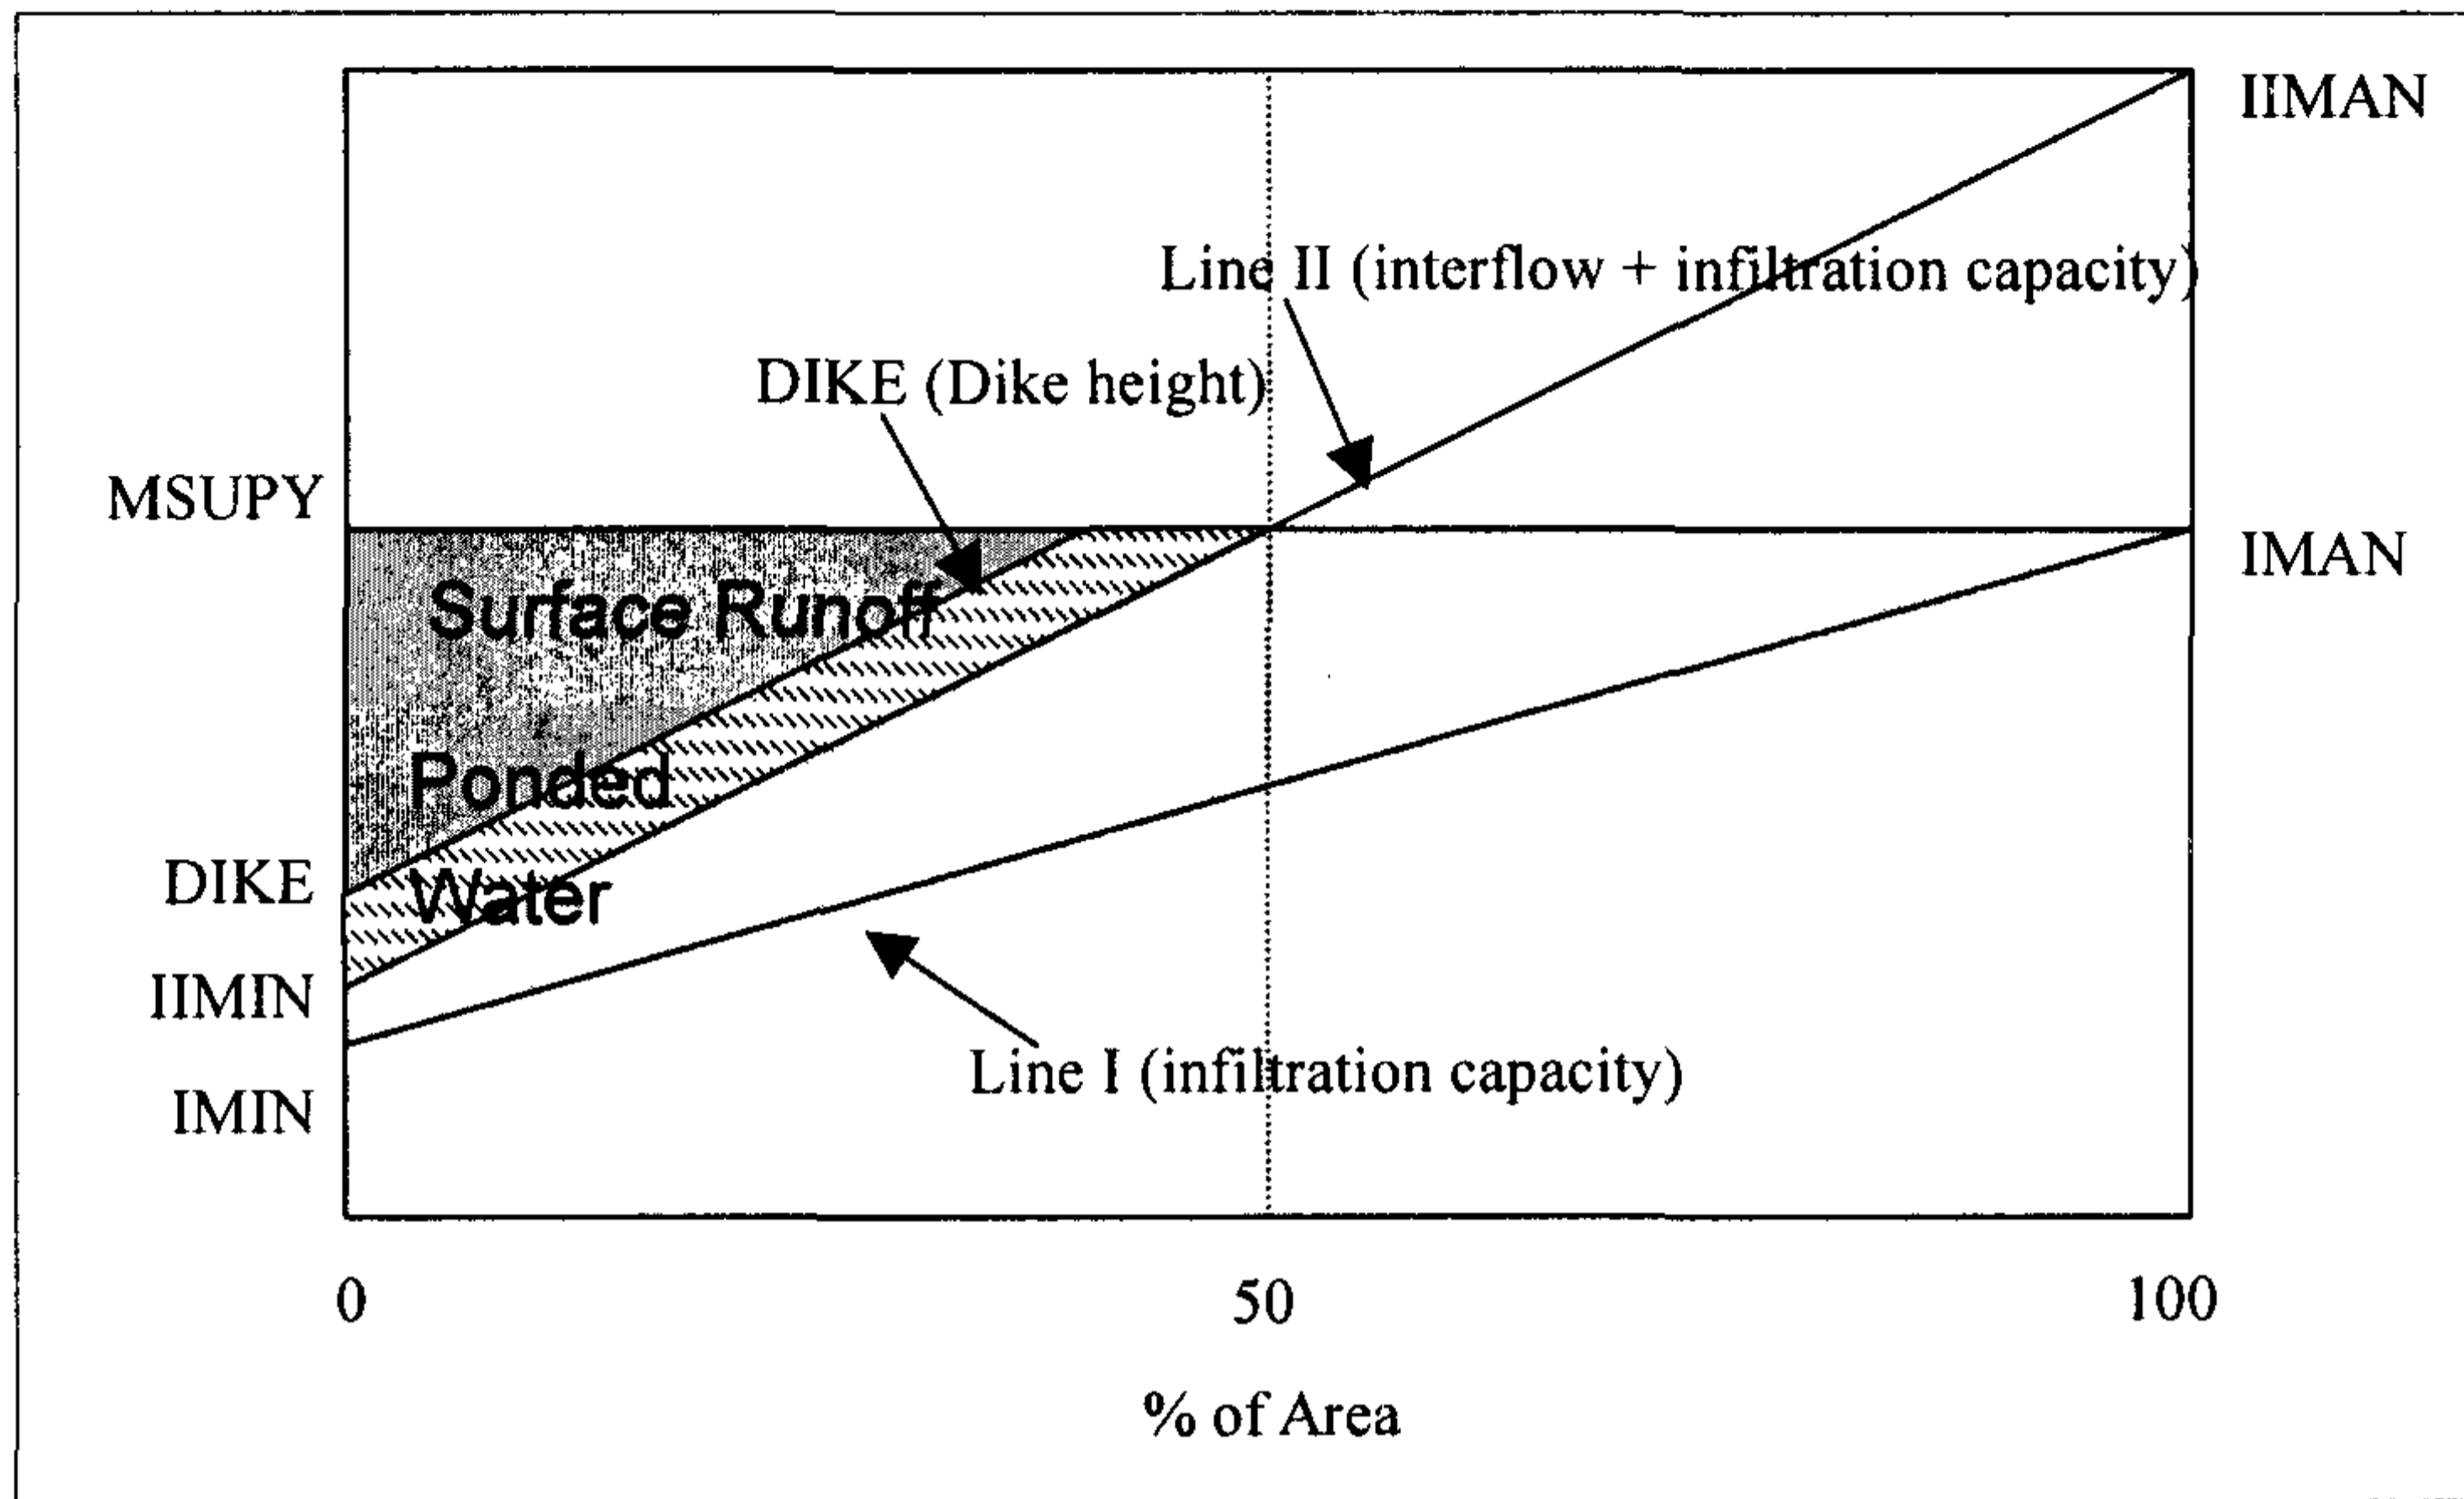 IIMAN
Line II (interflow + infiltration capacity)
DIKE (Dike height)
MSUPY
IMAN
Surface Runoff
Ponded
Water
DIKE
IIMIN
Line I (infiltration capacity)
IMIN
0
50
100
% of Area